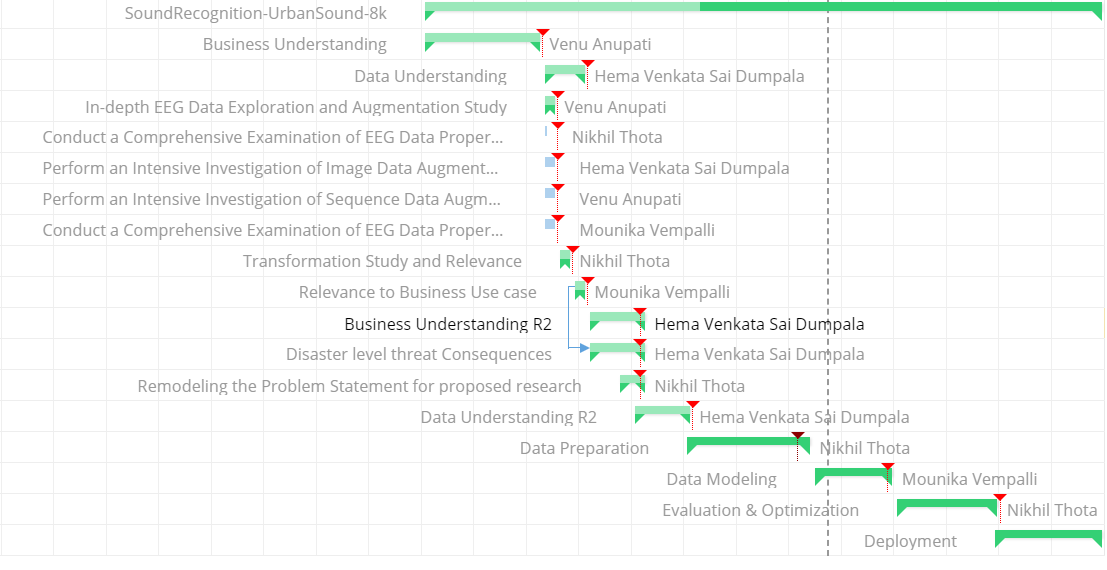 SoundRecognition-UrbanSound-8k
Business Understanding Venu Anupati
Data Understanding Hema Venkata Sai Dumpala
In-depth EEG Data Exploration and Augmentation Study Venu Anupati
Conduct a Comprehensive Examination of EEG Data Proper... Nikhil Thota
Perform an Intensive Investigation of Image Data Augment... Hema Venkata Sai Dumpala
Perform an Intensive Investigation of Sequence Data Augm... Venu Anupati
Conduct a Comprehensive Examination of EEG Data Proper... Mounika Vempalli
Transformation Study and Relevance Nikhil Thota
Relevance to Business Use case Mounika Vempalli
Business Understanding R2 Hema Venkata Sai Dumpala
Disaster level threat Consequences Hema Venkata Sai Dumpala
Remodeling the Problem Statement for proposed research Nikhil Thota
Data Understanding R2 Hema Venkata Sai Dumpala
Data Preparation Nikhil Thota
Data Modeling Mounika Vempalli
Evaluation & Optimization Nikhil Thota
Deployment